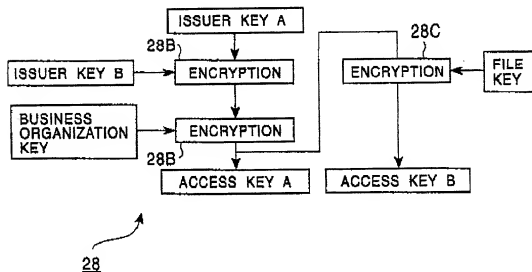 ISSUER KEY A
28B
28C
ISSUER KEY B
ENCRYPTION
ENCRYPTION
FILE
KEY
BUSINESS
ORGANIZATION
KEY
ENCRYPTION
28B
ACCESS KEY A
ACCESS KEY B
28